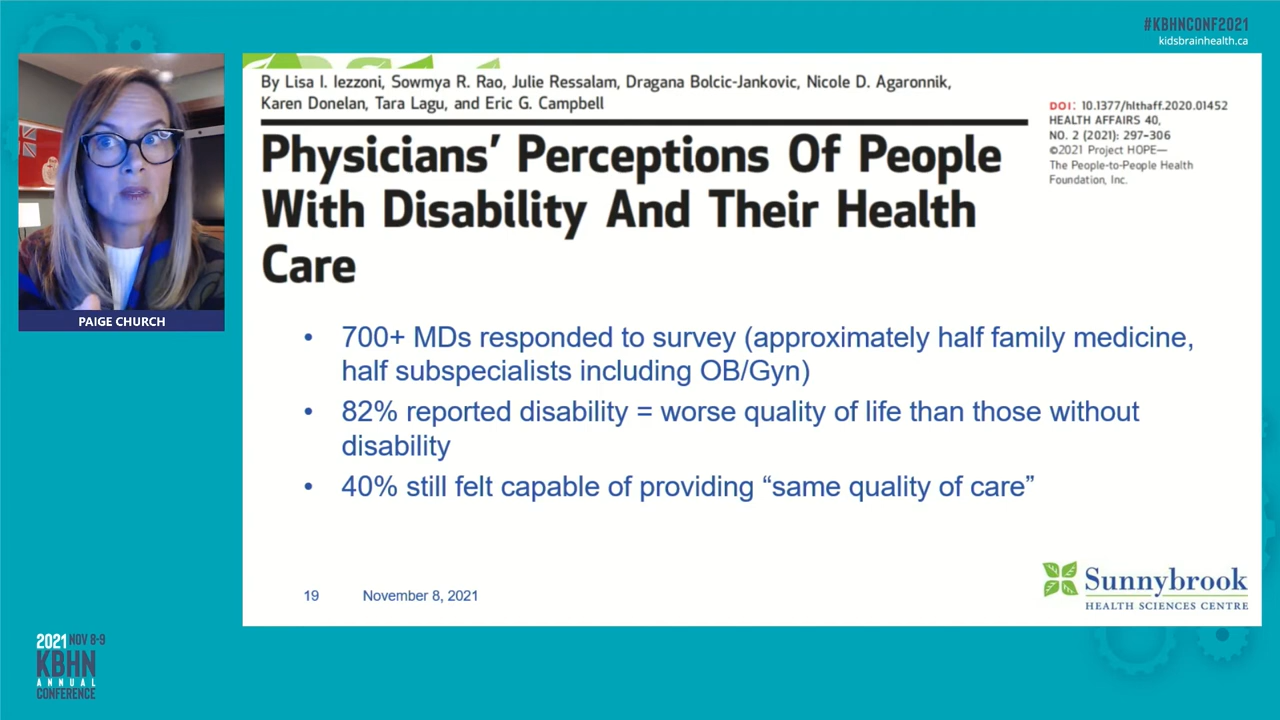 #KBHNCONF2021
kidsbrainhealth.ca
PAIGE CHURCH
By Lisa I. Iezzoni, Sowmya R. Rao, Julie Ressalam, Dragana Bolcic-Jankovic, Nicole D. Agaronnik,
Karen Donelan, Tara Lagu, and Eric G. Campbell
DOI: 10.1377/hlthaff.2020.01452
HEALTH AFFAIRS 40,
NO. 2 (2021): 297–306
©2021 Project HOPE—
The People-to-People Health
Foundation, Inc.
Physicians’ Perceptions Of People
With Disability And Their Health
Care
• 700+ MDs responded to survey (approximately half family medicine,
half subspecialists including OB/Gyn)
• 82% reported disability = worse quality of life than those without
disability
• 40% still felt capable of providing “same quality of care”
19 November 8, 2021
Sunnybrook
HEALTH SCIENCES CENTRE
2021 NOV 8-9
KBHN
ANNUAL
CONFERENCE